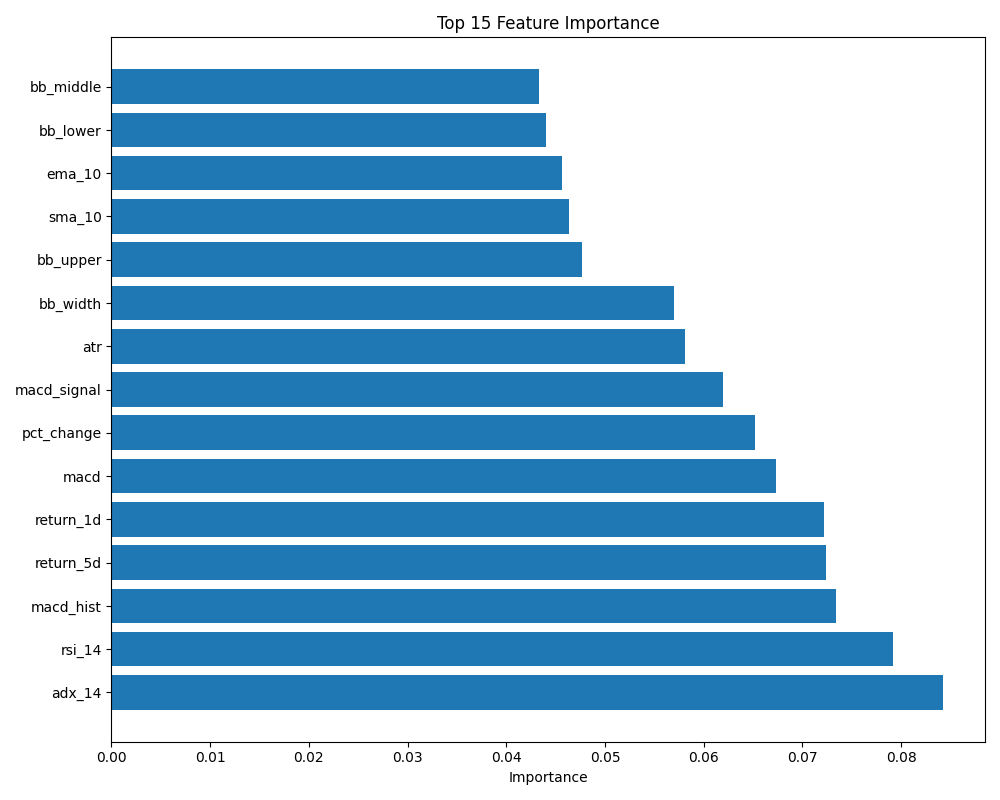 Top 15 Feature Importance
bb_middle
bb_lower
ema_10
sma_10
bb_upper
bb_width
atr
macd_signal
pct_change
macd
return_1d
return_5d
macd_hist
rsi_14
adx_14
0.00 0.01 0.02 0.03 0.04 0.05 0.06 0.07 0.08
Importance